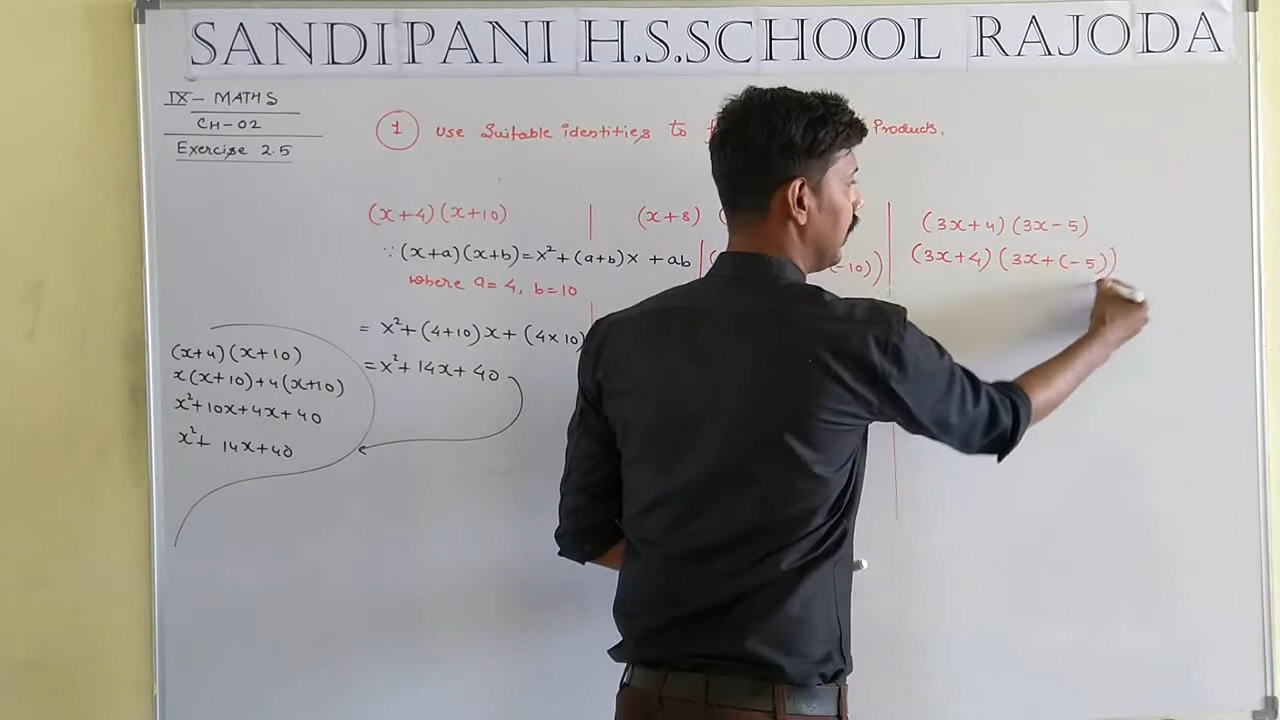 SANDIPANI H.S.SCHOOL RAJODA
IX - MATHS
CH-02
Exercise 2.5
1 Use Suitable identities to Products.
(x+4)(x+10)
∵ (x+a)(x+b)=x²+(a+b)x + ab
where a=4, b=10
= x²+(4+10)x+(4×10)
=x²+14x+40
(x+4)(x+10)
x(x+10)+4(x+10)
x²+10x+4x+40
x²+ 14x+40
(x+8) (
-10))
(3x+4)(3x-5)
(3x+4)(3x+(-5))